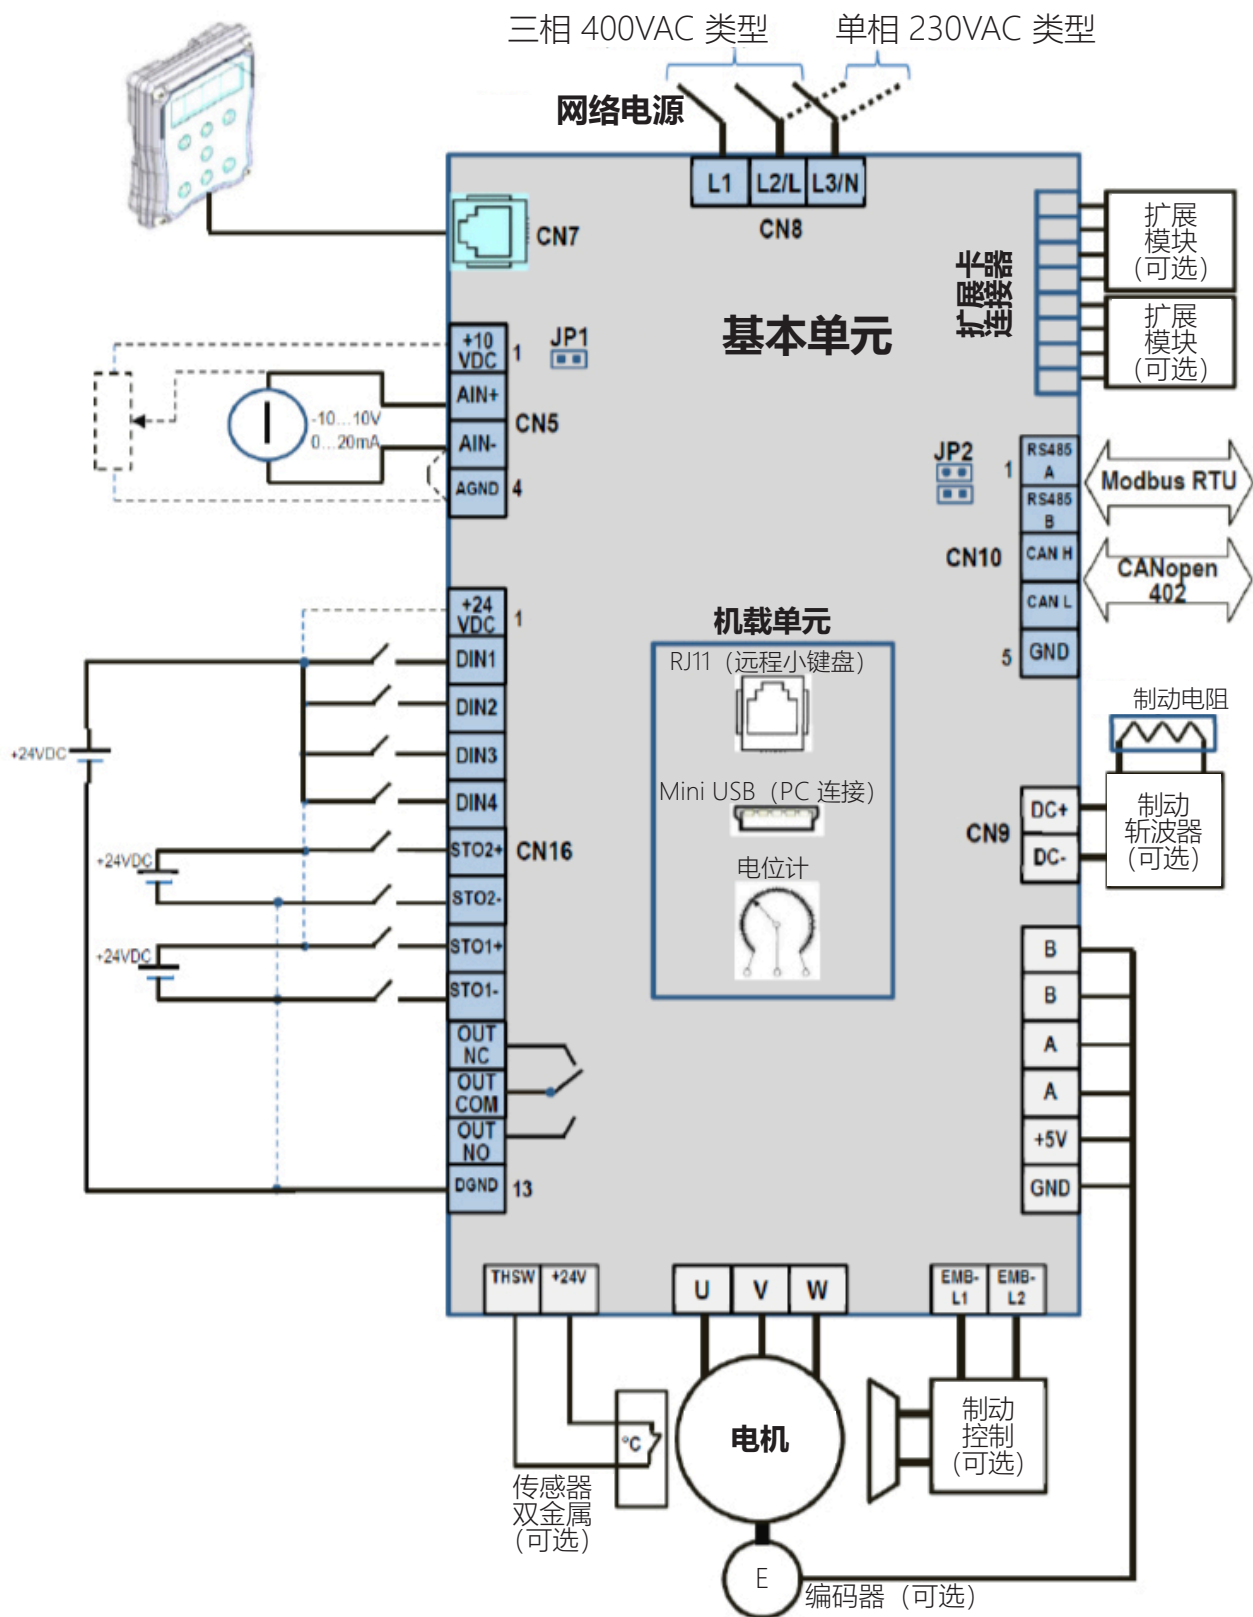 三相 400VAC 类型
单相 230VAC 类型
网络电源
L1
L2/L
L3/N
CN8
CN7
扩展卡
连接器
扩展
模块
(可选)
扩展
模块
(可选)
基本单元
+10
VDC
1
JP1
AIN+
CN5
AIN-
AGND
4
-10...10V
0...20mA
JP2
1
RS485
A
RS485
B
Modbus RTU
CN10
CAN H
CAN L
CANopen
402
5
GND
+24
VDC
1
DIN1
DIN2
DIN3
DIN4
STO2+
CN16
STO2-
STO1+
STO1-
OUT
NC
OUT
COM
OUT
NO
DGND
13
+24VDC
+24VDC
+24VDC
机载单元
RJ11（远程小键盘）
Mini USB（PC 连接）
电位计
制动电阻
CN9
DC+
DC-
制动
斩波器
(可选)
B
B
A
A
+5V
GND
THSW
+24V
U
V
W
EMB-
L1
EMB-
L2
°C
传感器
双金属
(可选)
电机
制动
控制
(可选)
E
编码器（可选）